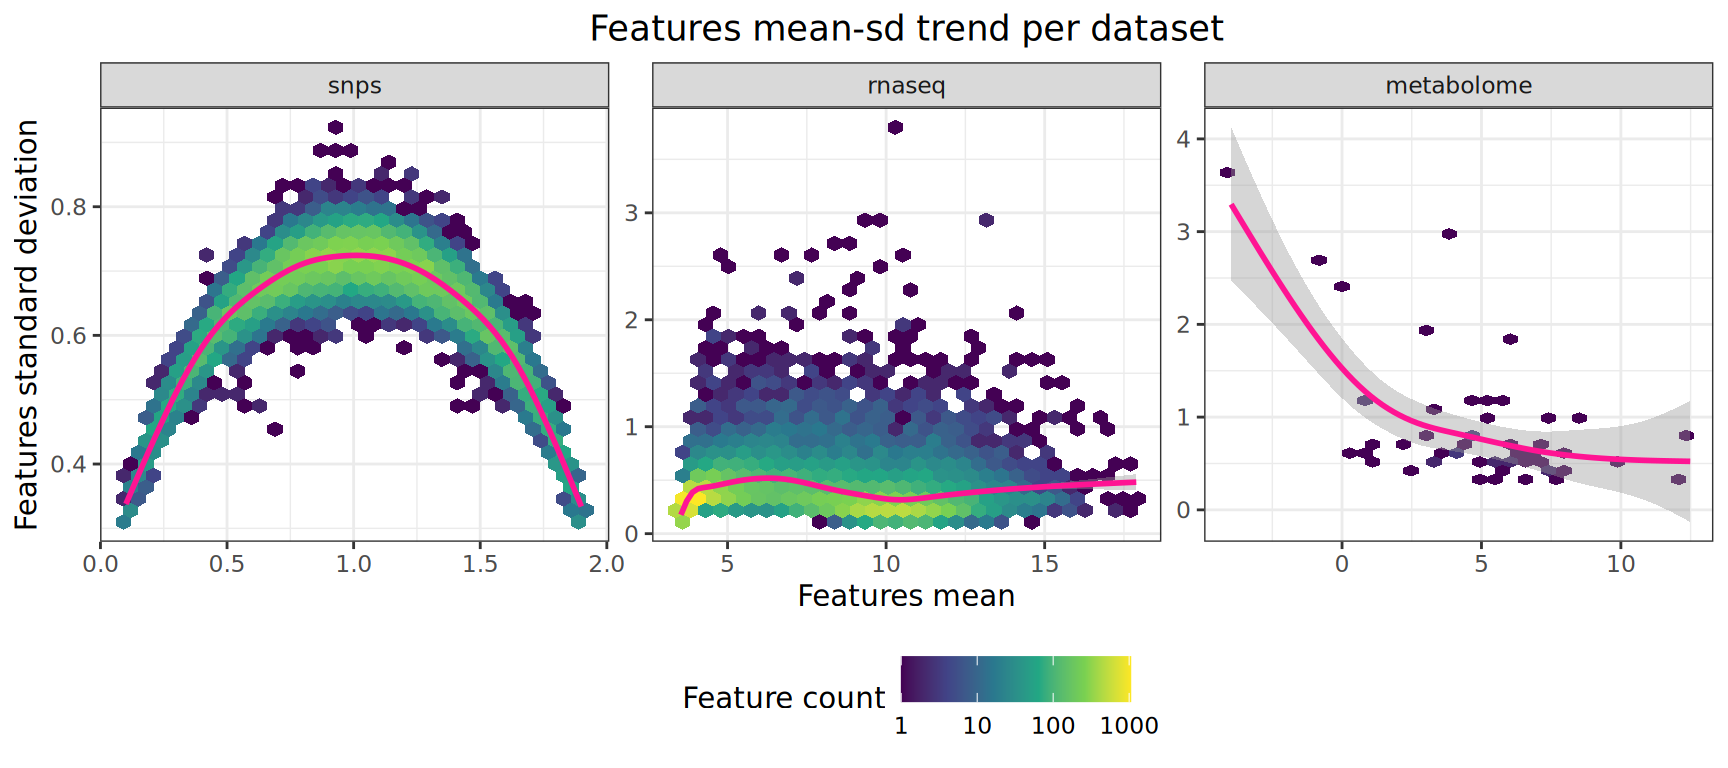 Features mean-sd trend per dataset
snps
rnaseq
metabolome
Features standard deviation
0.8
0.6
0.4
0.0 0.5 1.0 1.5 2.0
3
2
1
0
5 10 15
4
3
2
1
0
0 5 10
Features mean
Feature count
1 10 100 1000